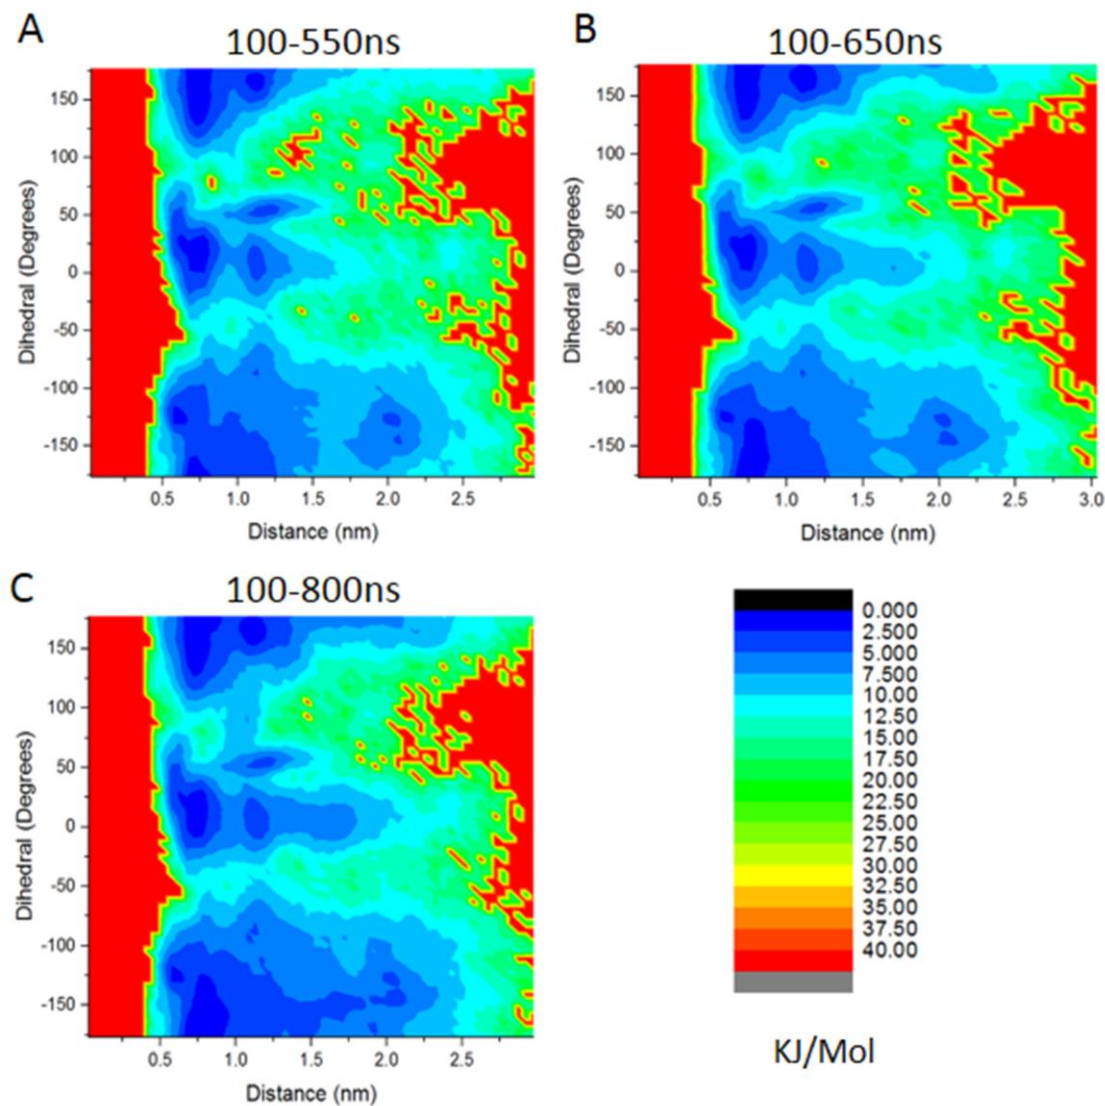 A
100-550ns
Dihedral (Degrees)
150
100
50
0
-50
-100
-150
0.5 1.0 1.5 2.0 2.5
Distance (nm)
B
100-650ns
Dihedral (Degrees)
150
100
50
0
-50
-100
-150
0.5 1.0 1.5 2.0 2.5 3.0
Distance (nm)
C
100-800ns
Dihedral (Degrees)
150
100
50
0
-50
-100
-150
0.5 1.0 1.5 2.0 2.5
Distance (nm)
0.000
2.500
5.000
7.500
10.00
12.50
15.00
17.50
20.00
22.50
25.00
27.50
30.00
32.50
35.00
37.50
40.00
KJ/Mol